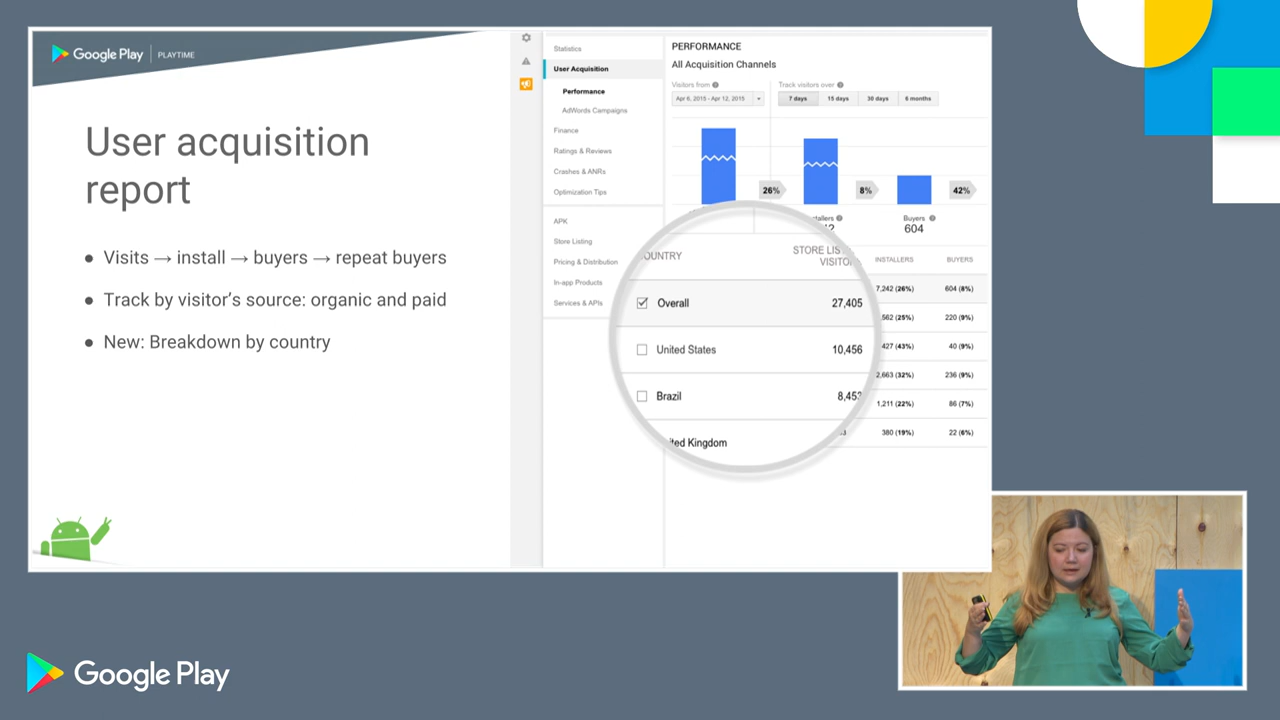 Google Play | PLAYTIME
User acquisition
report
● Visits → install → buyers → repeat buyers
● Track by visitor's source: organic and paid
● New: Breakdown by country
Statistics
User Acquisition
Performance
AdWords Campaigns
Finance
Ratings & Reviews
Crashes & ANRs
Optimization Tips
APK
Store Listing
Pricing & Distribution
In-app Products
Services & APIs
PERFORMANCE
All Acquisition Channels
Visitors from
Track visitors over
Apr 6, 2015 - Apr 12, 2015
7 days 15 days 30 days 6 months
26% 8% 42%
Buyers
604
STORE
INSTALLERS BUYERS
Overall 27,405 7,242 (26%) 604 (8%)
220 (9%)
United States 10,456 427 (43%) 40 (9%)
2,663 (32%) 236 (9%)
Brazil 1,211 (22%) 86 (7%)
Kingdom 380 (19%) 22 (6%)
Google Play